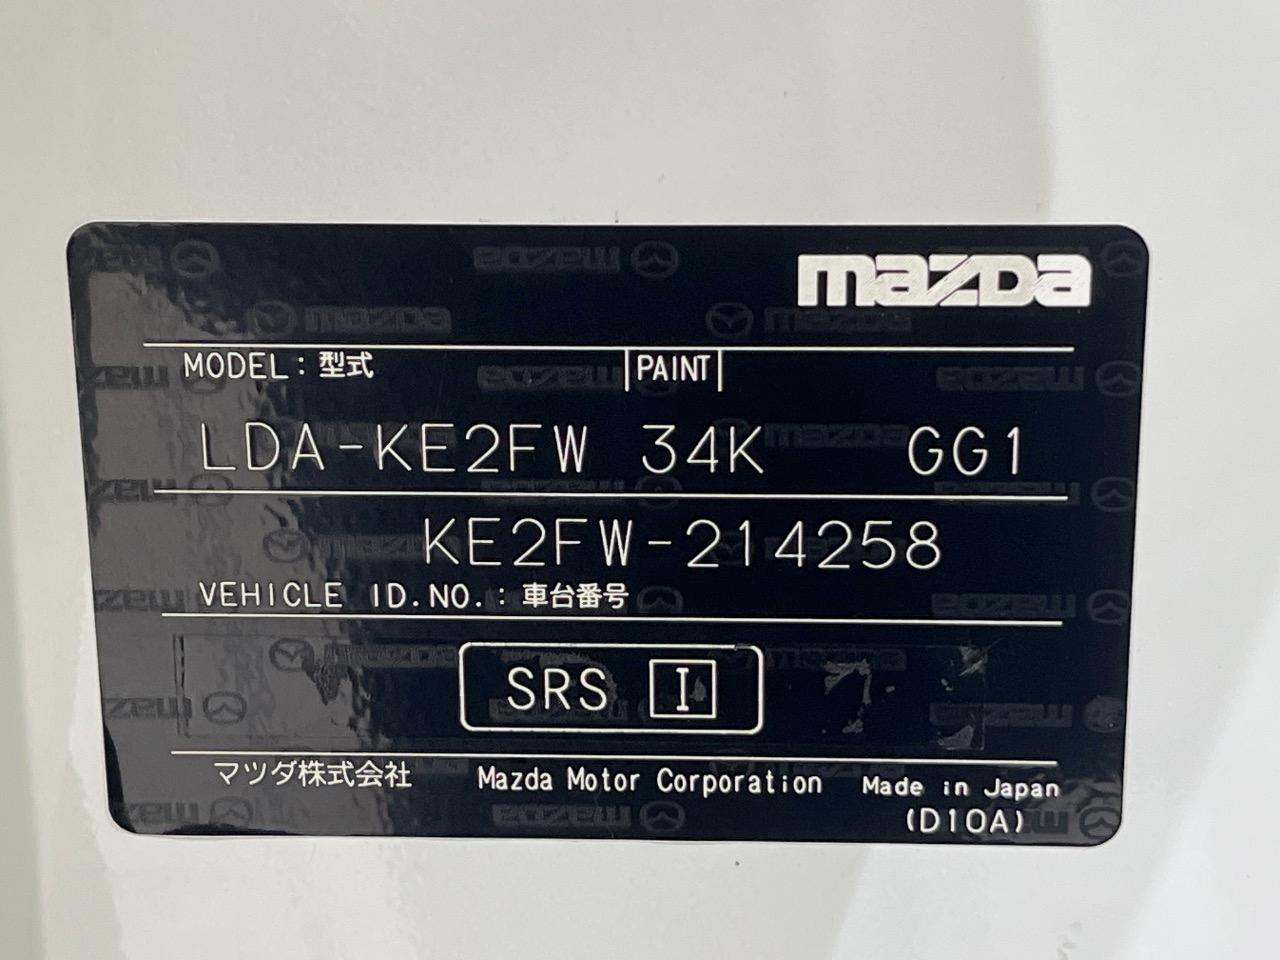 mazda
MODEL：型式 PAINT
LDA-KE2FW 34K GG1
KE2FW-214258
VEHICLE ID.NO.：車台番号
SRS I
マツダ株式会社 Mazda Motor Corporation Made in Japan
(D10A)